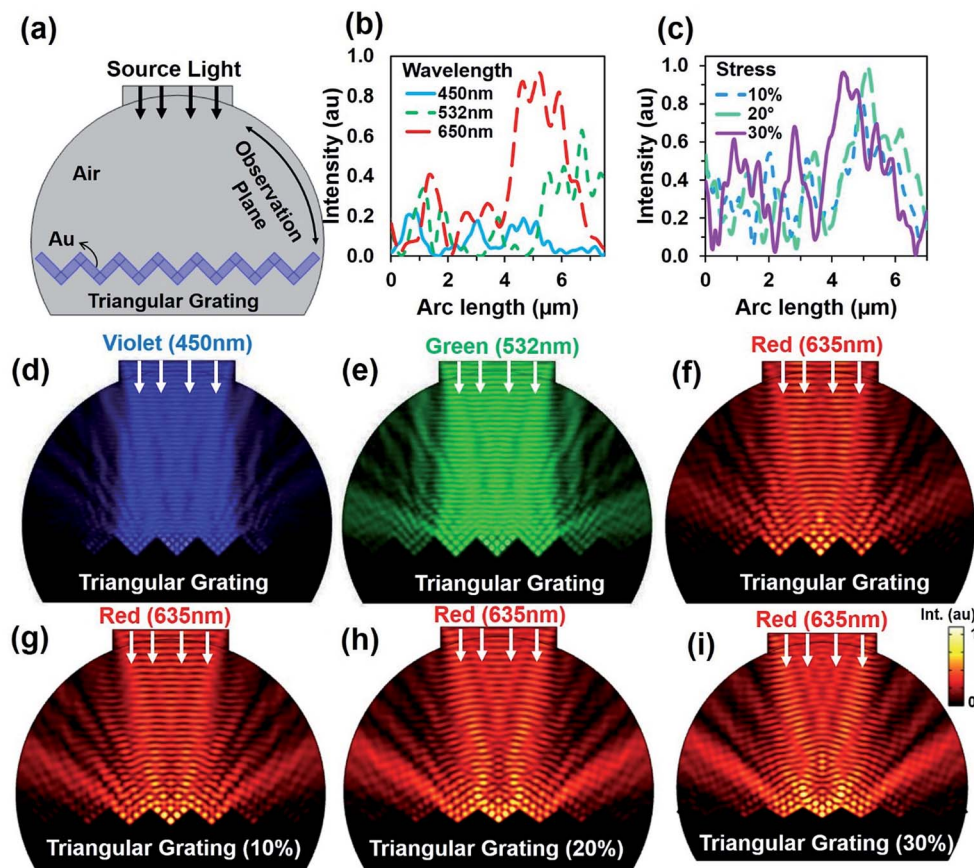 (a)
Source Light
Air
Observation
Plane
Au
Triangular Grating
(b)
Intensity (au)
1.0
0.8
0.6
0.4
0.2
0.0
Wavelength
450nm
532nm
650nm
0 2 4 6
Arc length (µm)
(c)
Intensity (au)
1.0
0.8
0.6
0.4
0.2
0.0
Stress
10%
20°
30%
0 2 4 6
Arc length (µm)
(d)
Violet (450nm)
Triangular Grating
(e)
Green (532nm)
Triangular Grating
(f)
Red (635nm)
Triangular Grating
(g)
Red (635nm)
Triangular Grating (10%)
(h)
Red (635nm)
Triangular Grating (20%)
(i)
Red (635nm)
Int. (au)
1
0
Triangular Grating (30%)